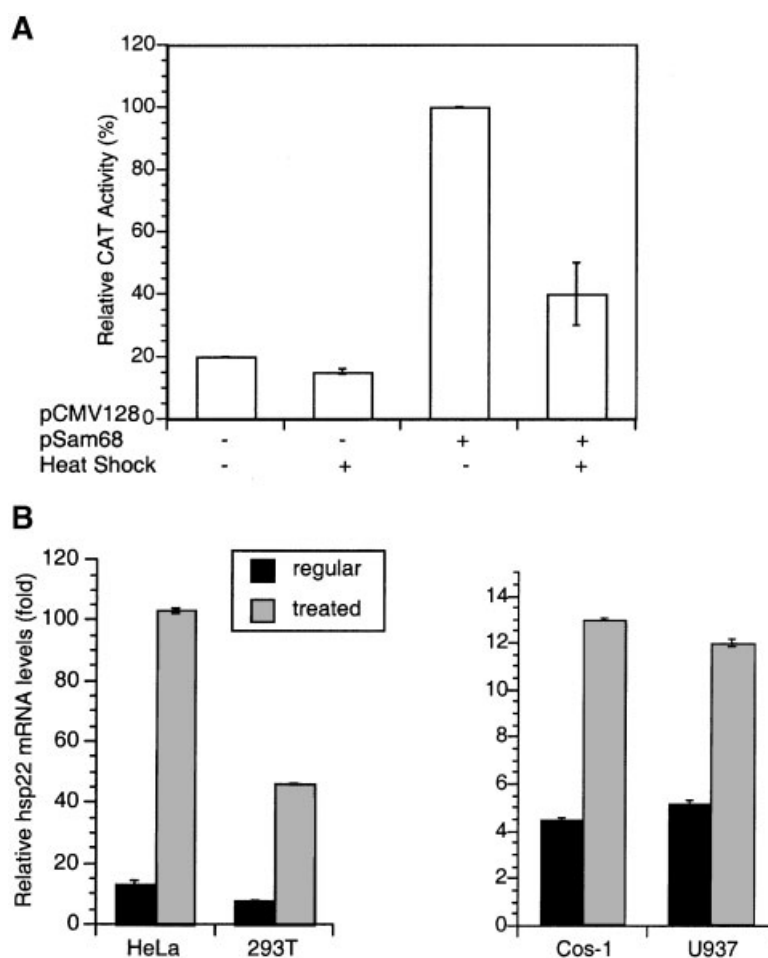 A
Relative CAT Activity (%)
120
100
80
60
40
20
0
pCMV128
pSam68 - - + +
Heat Shock - + - +
B
Relative hsp22 mRNA levels (fold)
120
100
80
60
40
20
0
HeLa 293T
regular
treated
14
12
10
8
6
4
2
0
Cos-1 U937